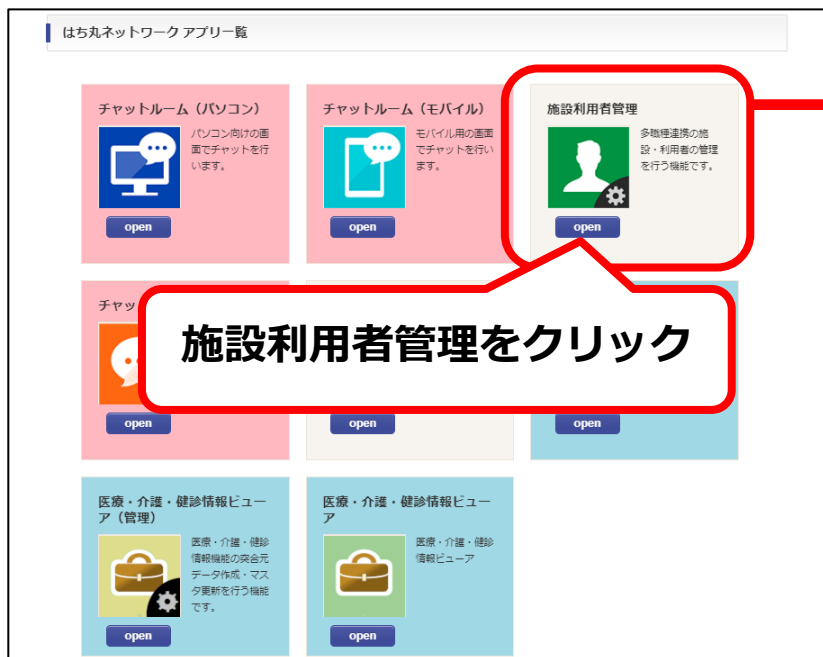 はち丸ネットワーク アプリ一覧
チャットルーム（パソコン）
パソコン向けの画
面でチャットを行
います。
open
チャットルーム（モバイル）
モバイル用の画面
でチャットを行い
ます。
open
施設利用者管理
多職種連携の施
設・利用者の管理
を行う機能です。
open
チャッ
施設利用者管理をクリック
open
open
open
医療・介護・健診情報ビュー
ア（管理）
医療・介護・健診
情報機能の突合元
データ作成・マス
タ更新を行う機能
です。
open
医療・介護・健診情報ビュー
ア
医療・介護・健診
情報ビューア
open